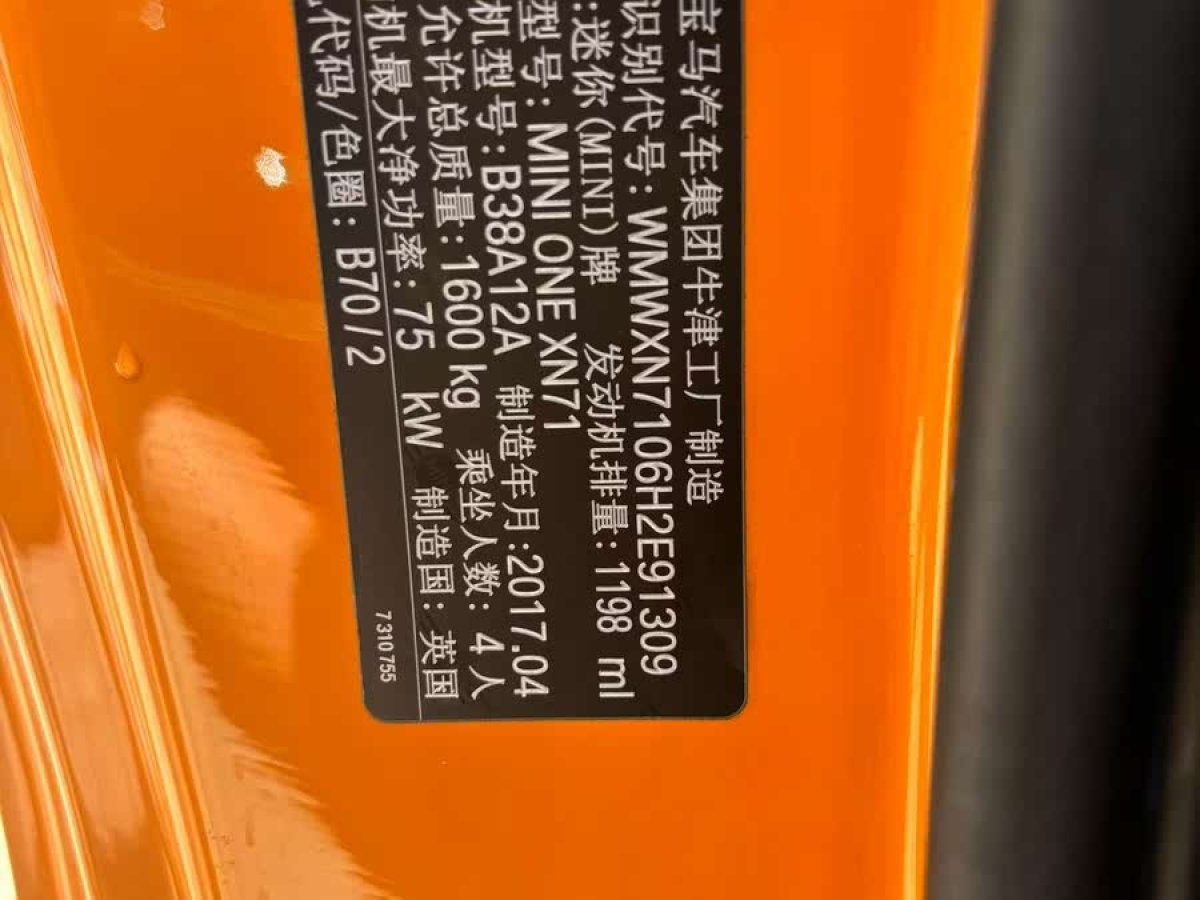 宝马汽车集团牛津工厂制造
识别代号: WMWXN7106H2E91309
:迷你(MINI)牌 发动机排量: 1198 ml
型号: MINI ONE XN71
机型号: B38A12A 制造年月:2017.04
允许总质量: 1600 kg 乘坐人数: 4人
机最大净功率: 75 kW 制造国: 英国
代码/色圈: B70/2
7310755